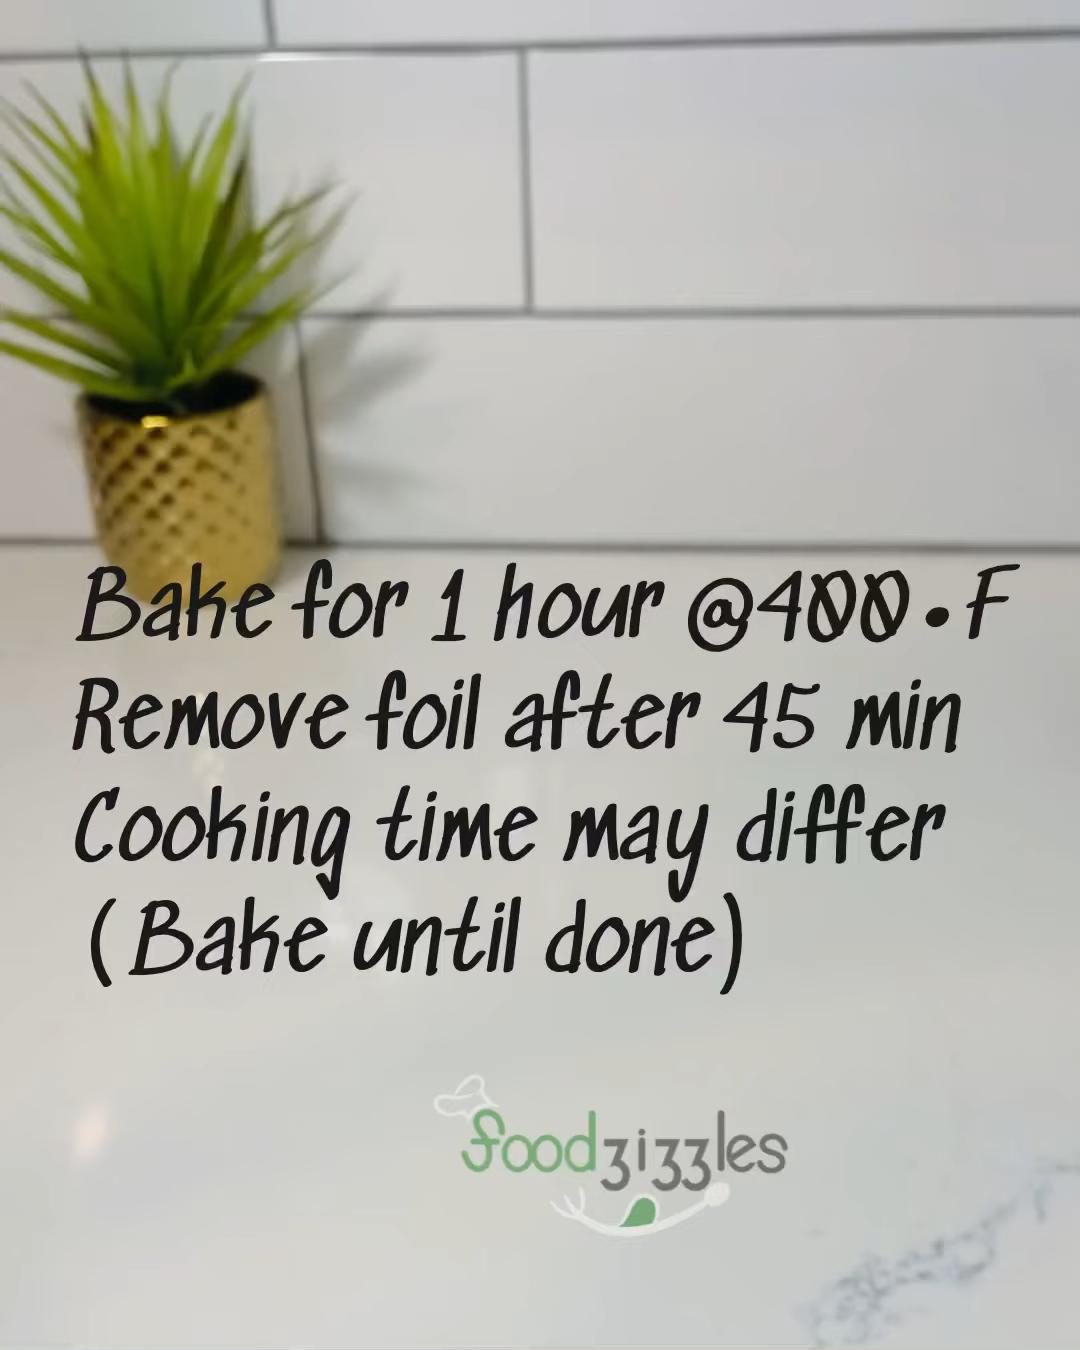 Bake for 1 hour @400•F
Remove foil after 45 min
Cooking time may differ
(Bake until done)
foodzizzles